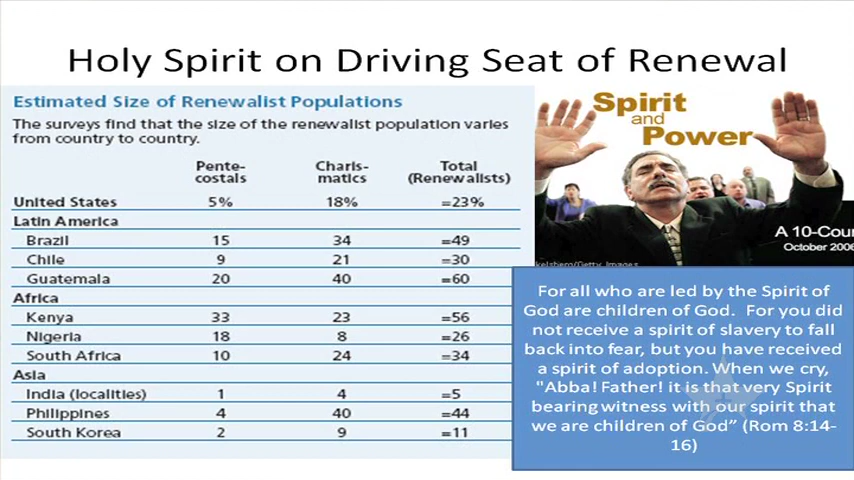 Holy Spirit on Driving Seat of Renewal
Estimated Size of Renewalist Populations
The surveys find that the size of the renewalist population varies
from country to country.
Pente- Charis- Total
costals matics (Renewalists)
United States 5% 18% =23%
Latin America
Brazil 15 34 =49
Chile 9 21 =30
Guatemala 20 40 =60
Africa
Kenya 33 23 =56
Nigeria 18 8 =26
South Africa 10 24 =34
Asia
India (localities) 1 4 =5
Philippines 4 40 =44
South Korea 2 9 =11
Spirit
and
Power
A 10-Coun
October 2006
/Getty Images
For all who are led by the Spirit of
God are children of God. For you did
not receive a spirit of slavery to fall
back into fear, but you have received
a spirit of adoption. When we cry,
"Abba! Father! it is that very Spirit
bearing witness with our spirit that
we are children of God” (Rom 8:14-
16)